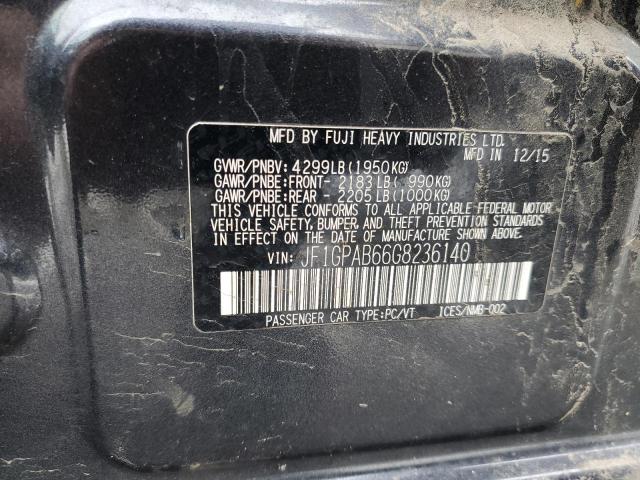 MFD BY FUJI HEAVY INDUSTRIES LTD.
MFD IN 12/15
GVWR/PNBV: 4299LB(1950KG)
GAWR/PNBE:FRONT- 2183LB( 990KG)
GAWR/PNBE:REAR - 2205LB(1000KG)
THIS VEHICLE CONFORMS TO ALL APPLICABLE FEDERAL MOTOR
VEHICLE SAFETY, BUMPER, AND THEFT PREVENTION STANDARDS
IN EFFECT ON THE DATE OF MANUFACTURE SHOWN ABOVE.
VIN: JF1GPAB66G8236140
PASSENGER CAR TYPE:PC/VT ICES/NMB-002